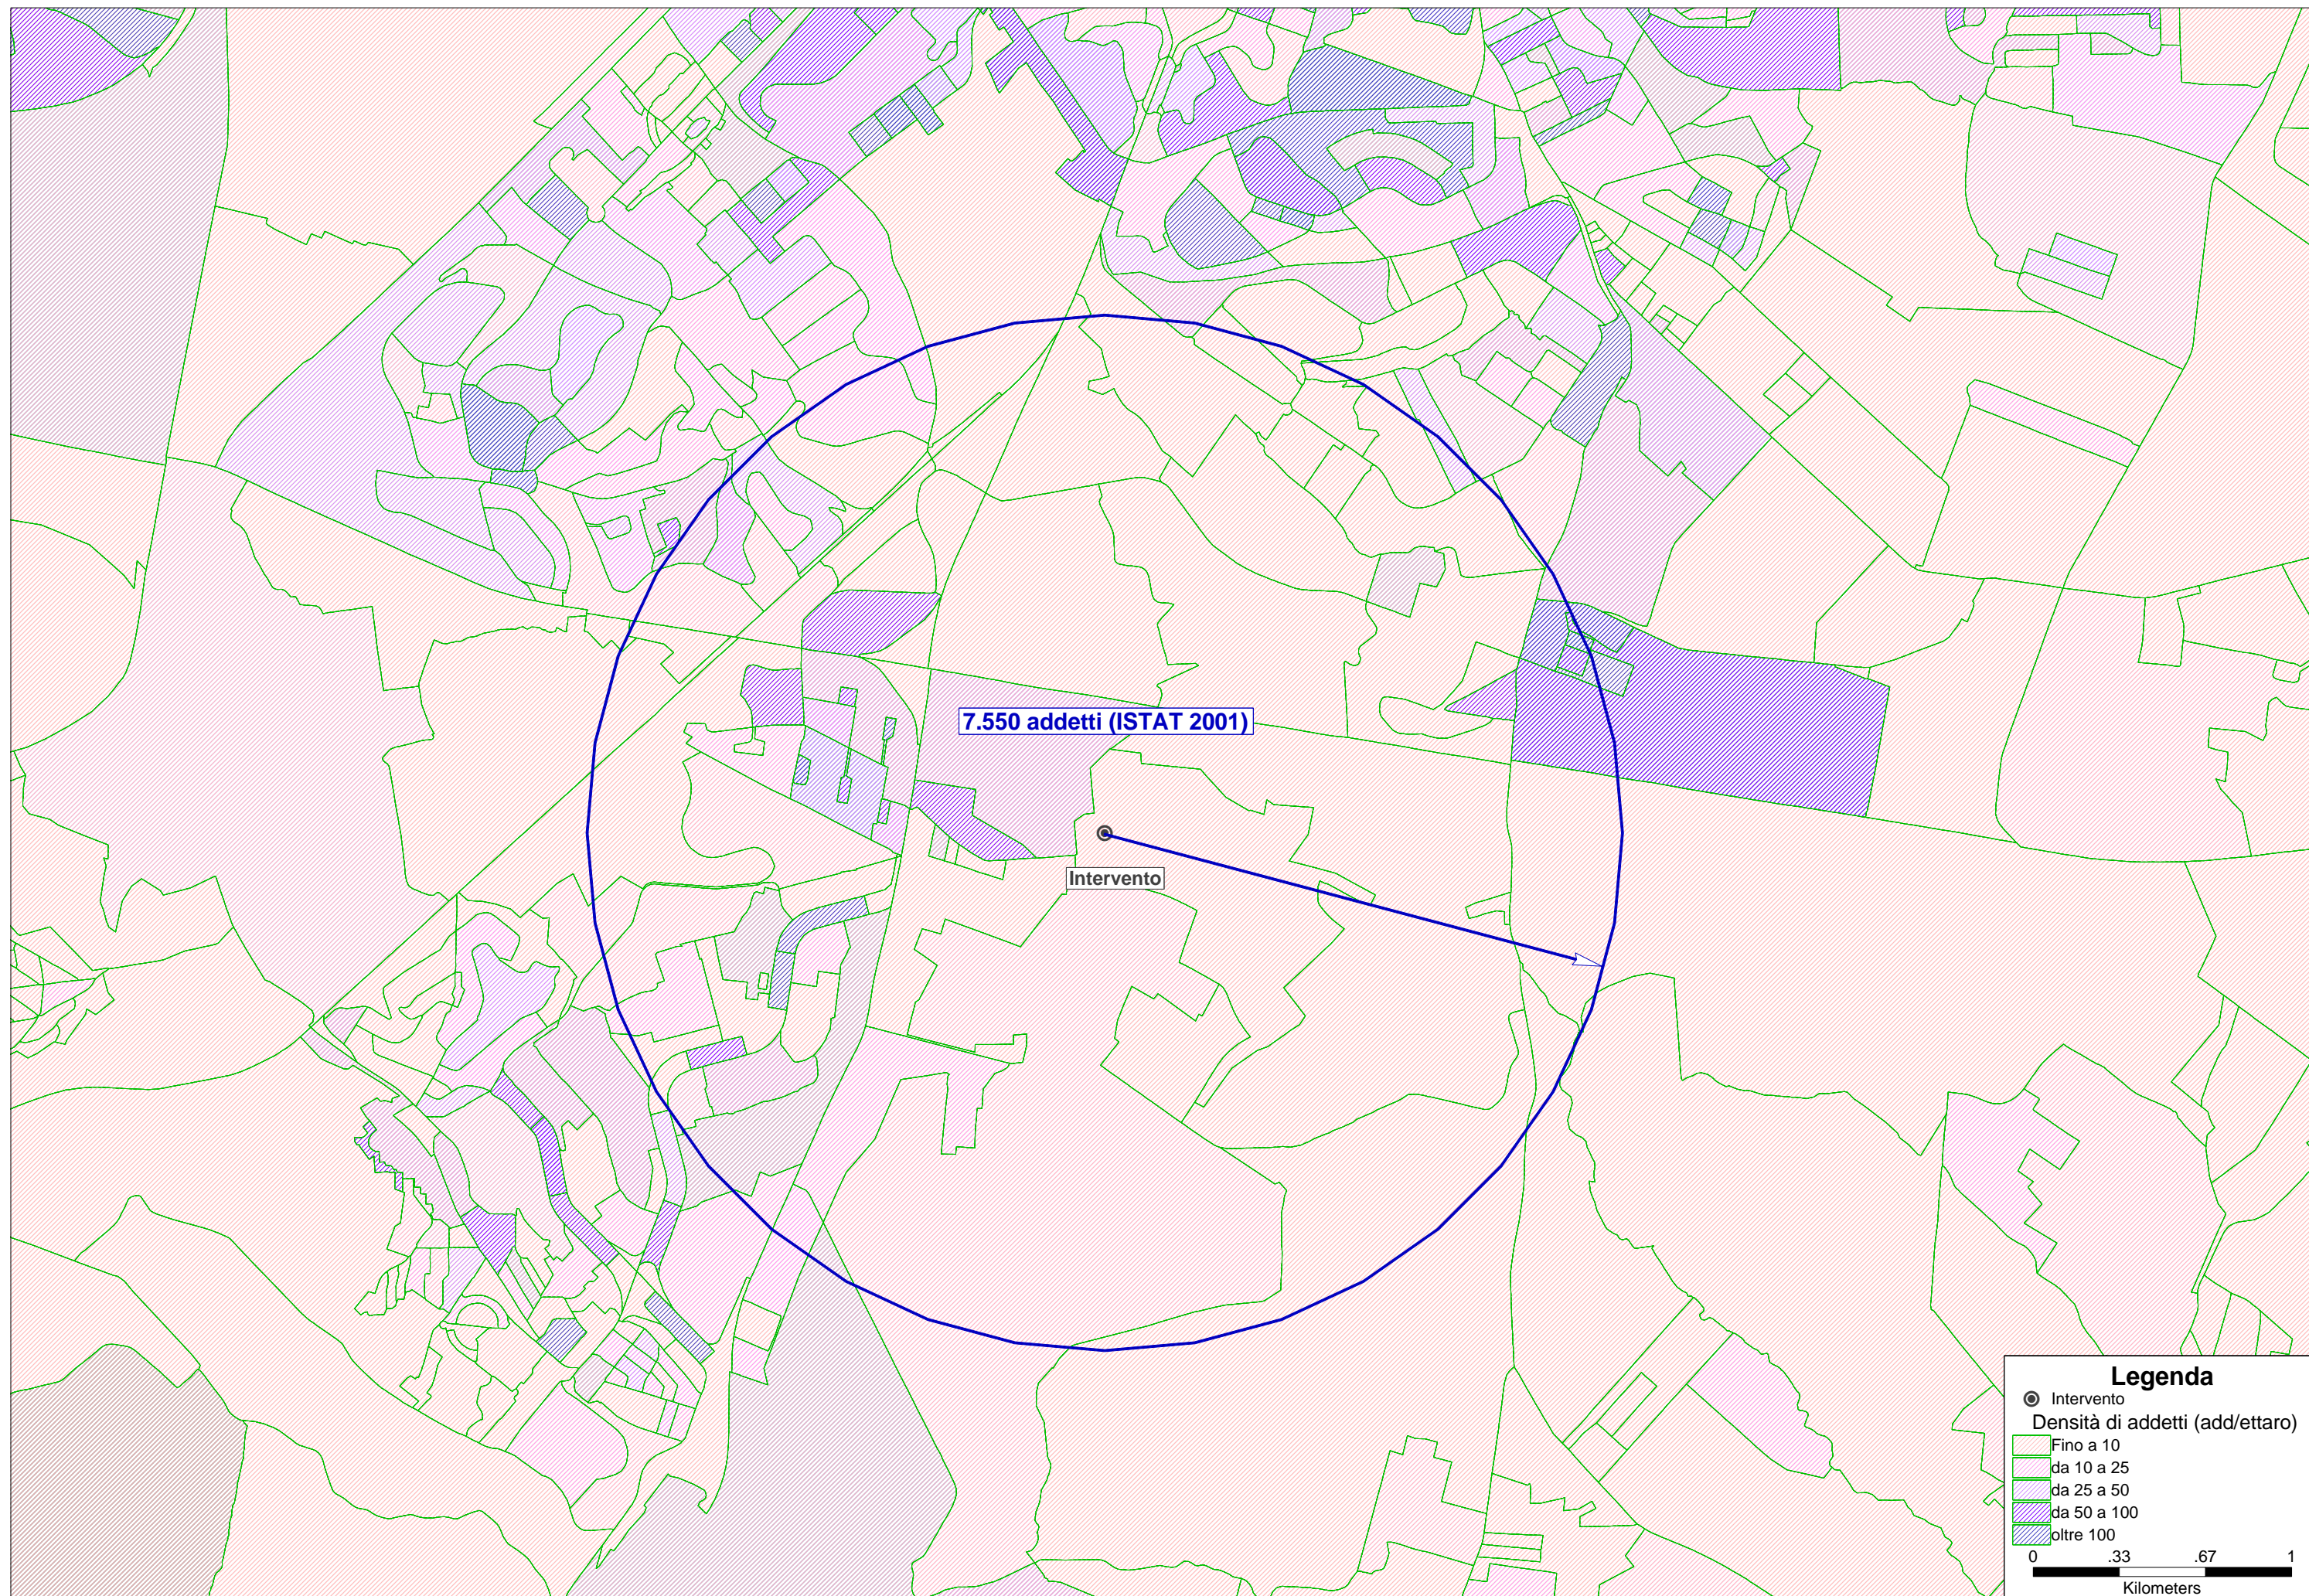 7.550 addetti (ISTAT 2001)
Intervento
Legenda
Intervento
Densità di addetti (add/ettaro)
Fino a 10
da 10 a 25
da 25 a 50
da 50 a 100
oltre 100
0 .33 .67 1
Kilometers